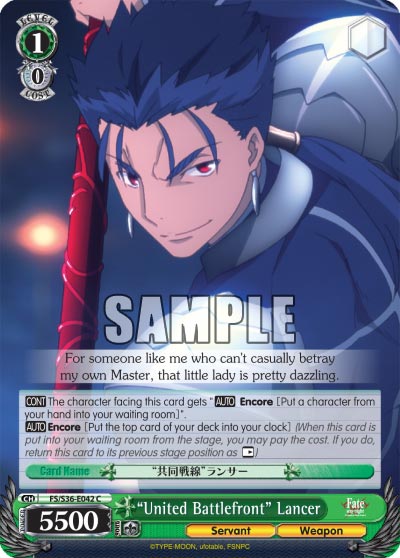 LEVEL
1
0
COST
SAMPLE
For someone like me who can't casually betray
my own Master, that little lady is pretty dazzling.
CONT The character facing this card gets "AUTO Encore [Put a character from
your hand into your waiting room]".
AUTO Encore [Put the top card of your deck into your clock] (When this card is
put into your waiting room from the stage, you may pay the cost. If you do,
return this card to its previous stage position as )
Card Name "共同戦線"ランサー
CH FS/S36-E042 C
CHARACTER 5500 POWER "United Battlefront" Lancer
Fate
Servant Weapon
©TYPE-MOON, ufotable, FSNPC